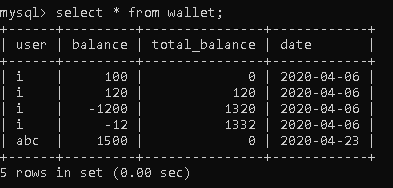 mysql> select * from wallet;
+------+---------+---------------+------------+
| user | balance | total_balance | date       |
+------+---------+---------------+------------+
| i    |     100 |             0 | 2020-04-06 |
| i    |     120 |           120 | 2020-04-06 |
| i    |   -1200 |          1320 | 2020-04-06 |
| i    |     -12 |          1332 | 2020-04-06 |
| abc  |    1500 |             0 | 2020-04-23 |
+------+---------+---------------+------------+
5 rows in set (0.00 sec)